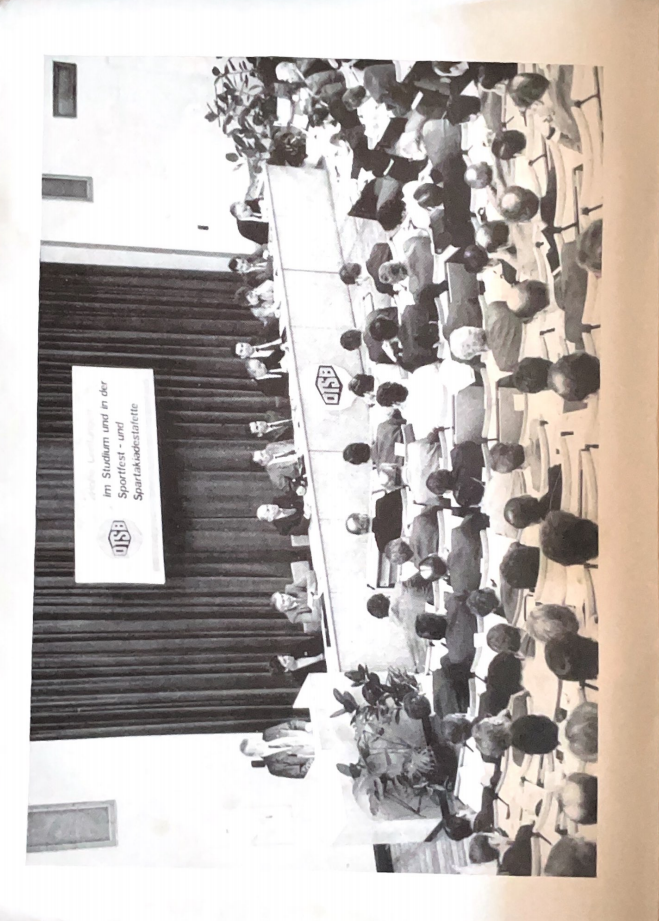 im Studium und in der
Sportfest - und
Spartakiadestafette
DTSB
DTSB